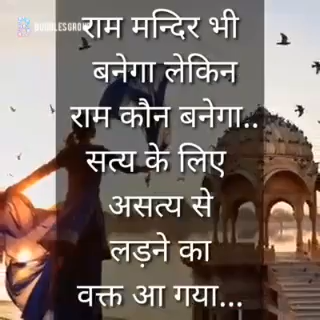 राम मन्दिर भी
बनेगा लेकिन
राम कौन बनेगा..
सत्य के लिए
असत्य से
लड़ने का
वक्त आ गया...